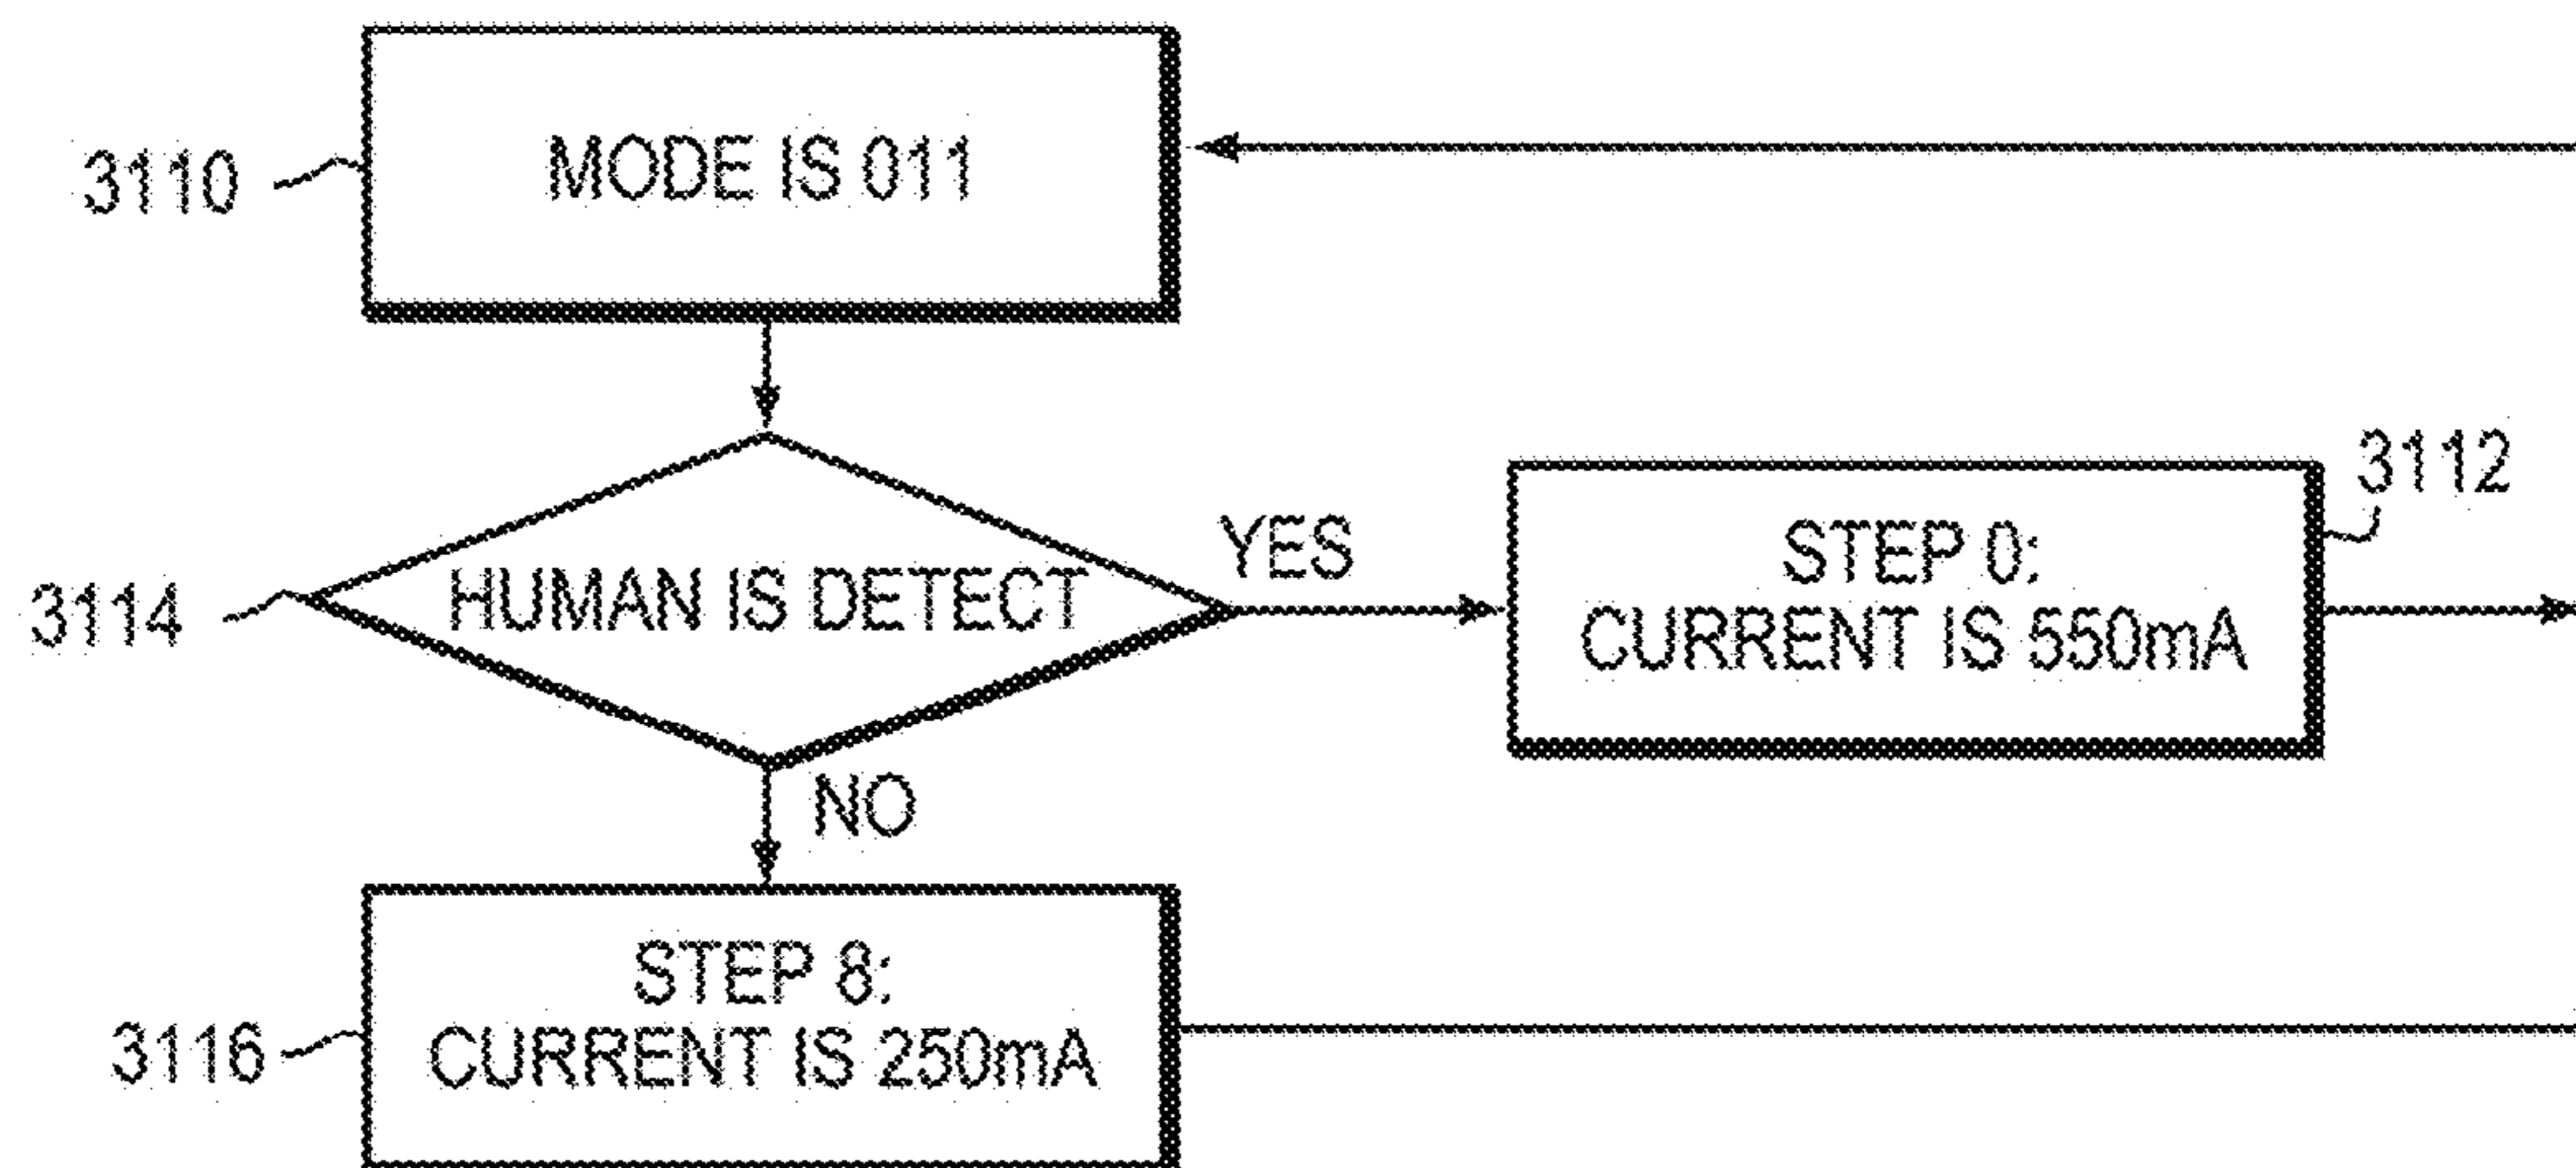 3110
MODE IS 011
3114
HUMAN IS DETECT
YES
3112
STEP 0:
CURRENT IS 550mA
NO
3116
STEP 8:
CURRENT IS 250mA